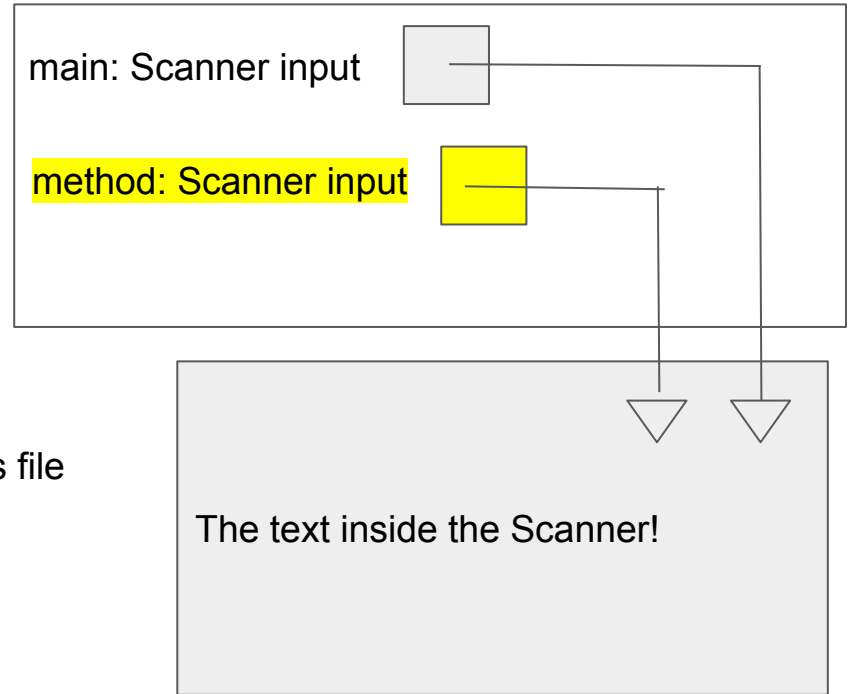 main: Scanner input
method: Scanner input
s file
The text inside the Scanner!